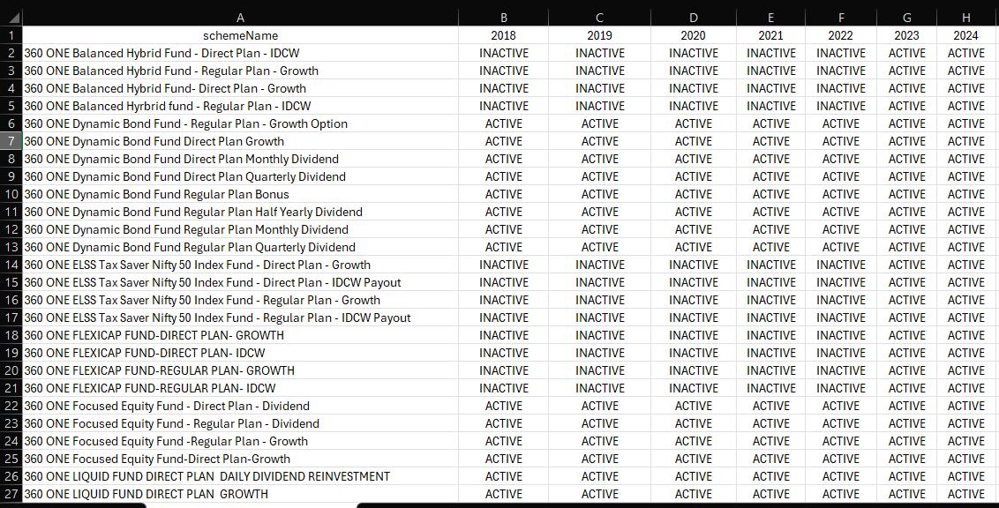 A B C D E F G H
1 schemeName 2018 2019 2020 2021 2022 2023 2024
2 360 ONE Balanced Hybrid Fund - Direct Plan - IDCW INACTIVE INACTIVE INACTIVE INACTIVE INACTIVE ACTIVE ACTIVE
3 360 ONE Balanced Hybrid Fund - Regular Plan - Growth INACTIVE INACTIVE INACTIVE INACTIVE INACTIVE ACTIVE ACTIVE
4 360 ONE Balanced Hybrid Fund- Direct Plan - Growth INACTIVE INACTIVE INACTIVE INACTIVE INACTIVE ACTIVE ACTIVE
5 360 ONE Balanced Hyrbrid fund - Regular Plan - IDCW INACTIVE INACTIVE INACTIVE INACTIVE INACTIVE ACTIVE ACTIVE
6 360 ONE Dynamic Bond Fund - Regular Plan - Growth Option ACTIVE ACTIVE ACTIVE ACTIVE ACTIVE ACTIVE ACTIVE
7 360 ONE Dynamic Bond Fund Direct Plan Growth ACTIVE ACTIVE ACTIVE ACTIVE ACTIVE ACTIVE ACTIVE
8 360 ONE Dynamic Bond Fund Direct Plan Monthly Dividend ACTIVE ACTIVE ACTIVE ACTIVE ACTIVE ACTIVE ACTIVE
9 360 ONE Dynamic Bond Fund Direct Plan Quarterly Dividend ACTIVE ACTIVE ACTIVE ACTIVE ACTIVE ACTIVE ACTIVE
10 360 ONE Dynamic Bond Fund Regular Plan Bonus ACTIVE ACTIVE ACTIVE ACTIVE ACTIVE ACTIVE ACTIVE
11 360 ONE Dynamic Bond Fund Regular Plan Half Yearly Dividend ACTIVE ACTIVE ACTIVE ACTIVE ACTIVE ACTIVE ACTIVE
12 360 ONE Dynamic Bond Fund Regular Plan Monthly Dividend ACTIVE ACTIVE ACTIVE ACTIVE ACTIVE ACTIVE ACTIVE
13 360 ONE Dynamic Bond Fund Regular Plan Quarterly Dividend ACTIVE ACTIVE ACTIVE ACTIVE ACTIVE ACTIVE ACTIVE
14 360 ONE ELSS Tax Saver Nifty 50 Index Fund - Direct Plan - Growth INACTIVE INACTIVE INACTIVE INACTIVE INACTIVE ACTIVE ACTIVE
15 360 ONE ELSS Tax Saver Nifty 50 Index Fund - Direct Plan - IDCW Payout INACTIVE INACTIVE INACTIVE INACTIVE INACTIVE ACTIVE ACTIVE
16 360 ONE ELSS Tax Saver Nifty 50 Index Fund - Regular Plan - Growth INACTIVE INACTIVE INACTIVE INACTIVE INACTIVE ACTIVE ACTIVE
17 360 ONE ELSS Tax Saver Nifty 50 Index Fund - Regular Plan - IDCW Payout INACTIVE INACTIVE INACTIVE INACTIVE INACTIVE ACTIVE ACTIVE
18 360 ONE FLEXICAP FUND-DIRECT PLAN- GROWTH INACTIVE INACTIVE INACTIVE INACTIVE INACTIVE ACTIVE ACTIVE
19 360 ONE FLEXICAP FUND-DIRECT PLAN- IDCW INACTIVE INACTIVE INACTIVE INACTIVE INACTIVE ACTIVE ACTIVE
20 360 ONE FLEXICAP FUND-REGULAR PLAN- GROWTH INACTIVE INACTIVE INACTIVE INACTIVE INACTIVE ACTIVE ACTIVE
21 360 ONE FLEXICAP FUND-REGULAR PLAN- IDCW INACTIVE INACTIVE INACTIVE INACTIVE INACTIVE ACTIVE ACTIVE
22 360 ONE Focused Equity Fund - Direct Plan - Dividend ACTIVE ACTIVE ACTIVE ACTIVE ACTIVE ACTIVE ACTIVE
23 360 ONE Focused Equity Fund - Regular Plan - Dividend ACTIVE ACTIVE ACTIVE ACTIVE ACTIVE ACTIVE ACTIVE
24 360 ONE Focused Equity Fund -Regular Plan - Growth ACTIVE ACTIVE ACTIVE ACTIVE ACTIVE ACTIVE ACTIVE
25 360 ONE Focused Equity Fund-Direct Plan-Growth ACTIVE ACTIVE ACTIVE ACTIVE ACTIVE ACTIVE ACTIVE
26 360 ONE LIQUID FUND DIRECT PLAN  DAILY DIVIDEND REINVESTMENT ACTIVE ACTIVE ACTIVE ACTIVE ACTIVE ACTIVE ACTIVE
27 360 ONE LIQUID FUND DIRECT PLAN  GROWTH ACTIVE ACTIVE ACTIVE ACTIVE ACTIVE ACTIVE ACTIVE